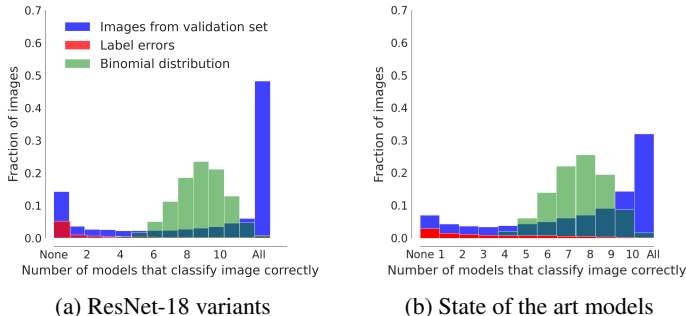 0.7
0.6
0.5
0.4
0.3
0.2
0.1
0.0
Fraction of images
Images from validation set
Label errors
Binomial distribution
None 2 4 6 8 10 All
Number of models that classify image correctly
(a) ResNet-18 variants
0.7
0.6
0.5
0.4
0.3
0.2
0.1
0.0
Fraction of images
None 1 2 3 4 5 6 7 8 9 10 All
Number of models that classify image correctly
(b) State of the art models